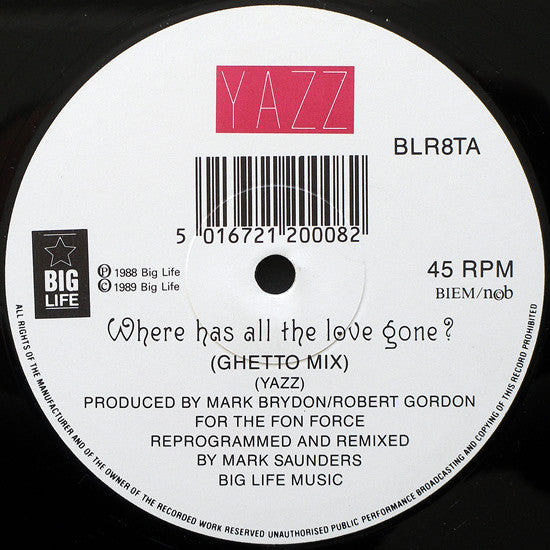 YAZZ
BLR8TA
5 016721 200082
BIG
LIFE
Ⓟ 1988 Big Life
© 1989 Big Life
45 RPM
BIEM/n©b
Where has all the love gone?
(GHETTO MIX)
(YAZZ)
PRODUCED BY MARK BRYDON/ROBERT GORDON
FOR THE FON FORCE
REPROGRAMMED AND REMIXED
BY MARK SAUNDERS
BIG LIFE MUSIC
ALL RIGHTS OF THE MANUFACTURER AND OF THE OWNER OF THE RECORDED WORK RESERVED UNAUTHORISED PUBLIC PERFORMANCE BROADCASTING AND COPYING OF THIS RECORD PROHIBITED